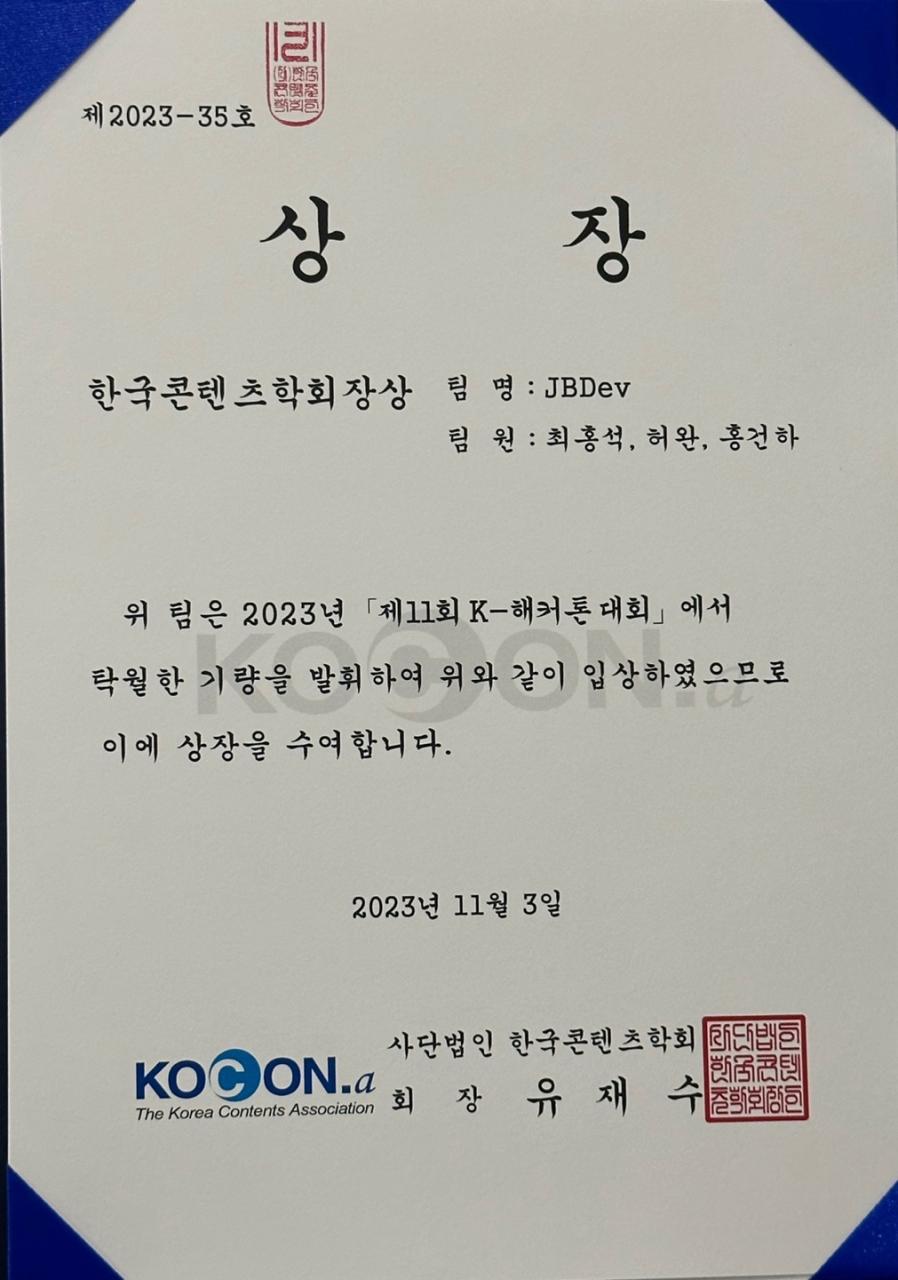 제2023-35호
상 장
한국콘텐츠학회장상
팀 명 : JBDev
팀 원 : 최홍석, 허완, 홍건하
위 팀은 2023년 「제11회 K-해커톤 대회」에서
탁월한 기량을 발휘하여 위와 같이 입상하였으므로
이에 상장을 수여합니다.
KOCON.a
2023년 11월 3일
사단법인 한국콘텐츠학회
회 장 유 재 수
KOCON.a
The Korea Contents Association